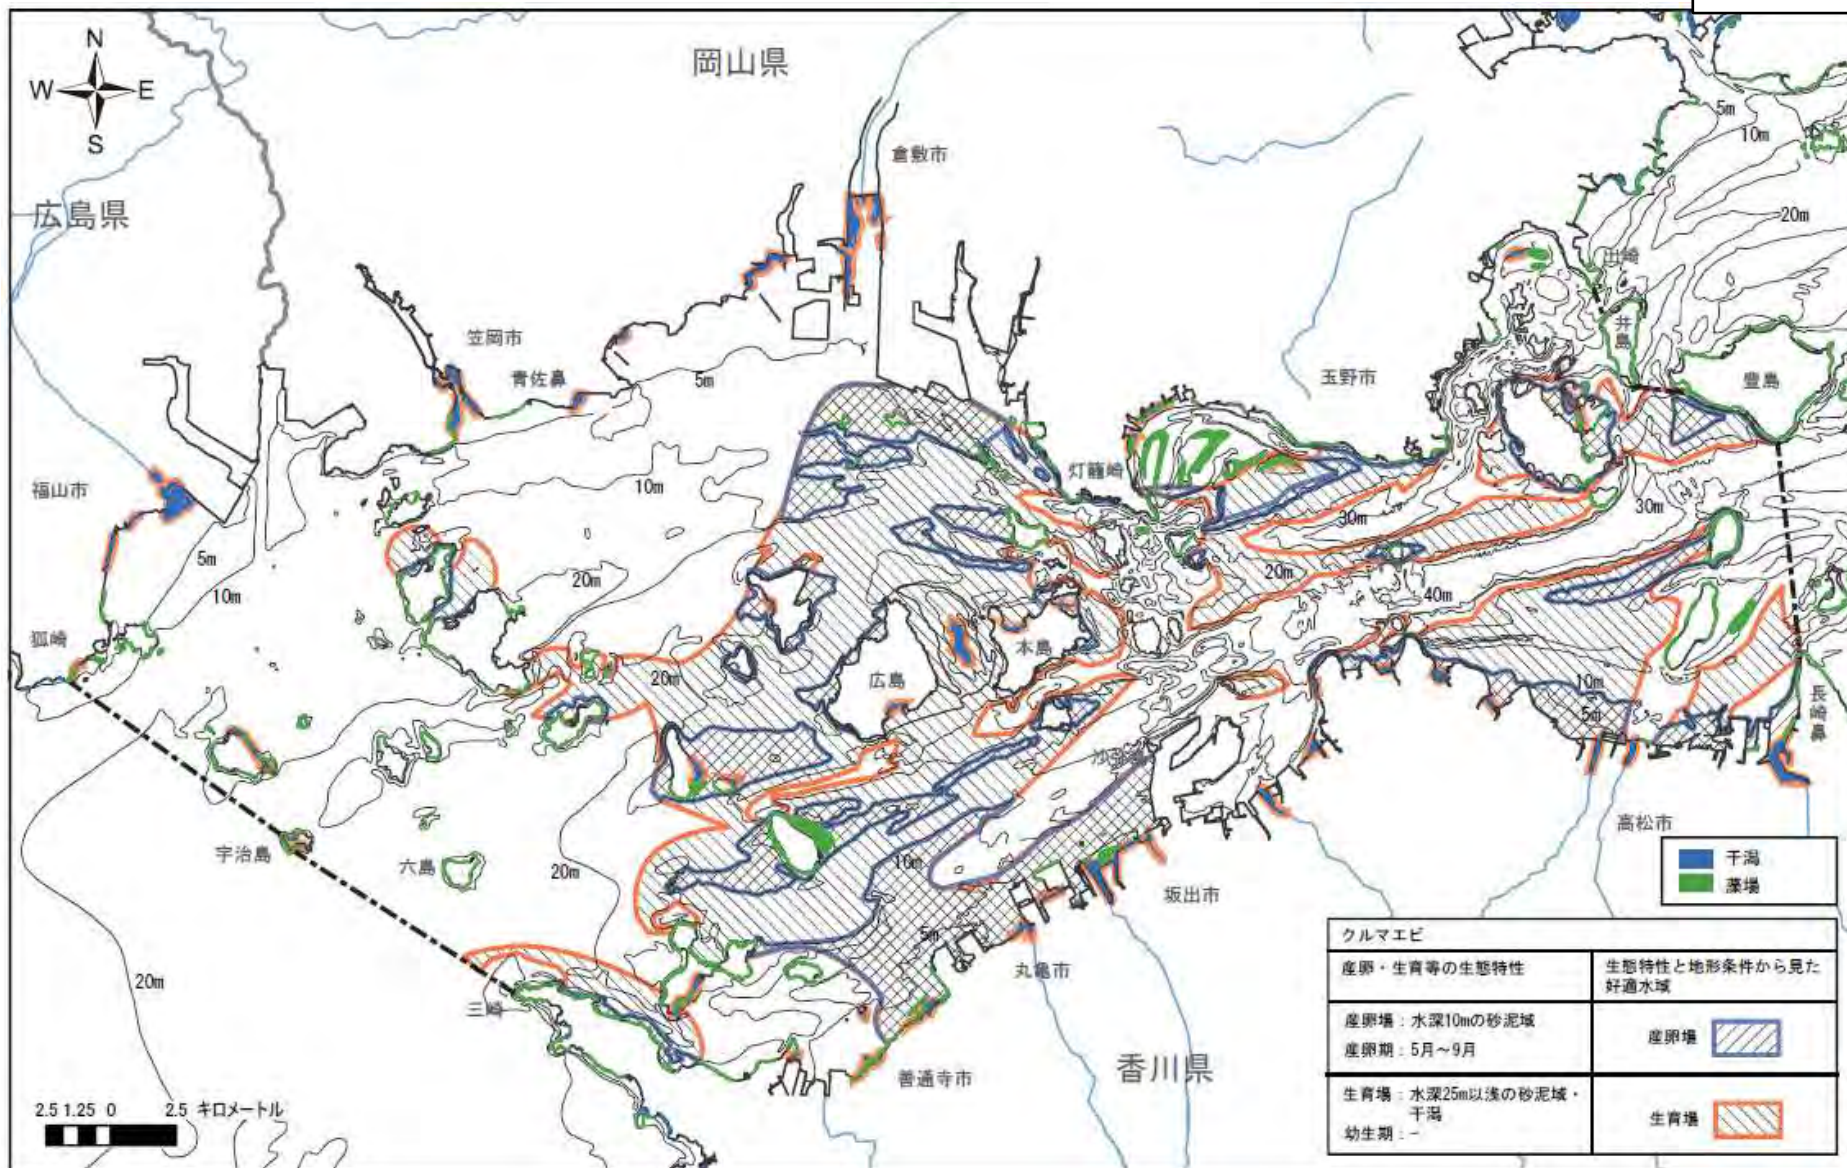 岡山県
N
W
E
S
5m
10m
倉敷市
広島県
20m
出崎
井島
笠岡市
青佐鼻
5m
玉野市
豊島
10m
灯籠崎
福山市
30m
30m
5m
20m
20m
10m
40m
狐崎
本島
広島
20m
10m
5m
長崎鼻
高松市
宇治島
六島
20m
10m
坂出市
干潟
藻場
5m
丸亀市
20m
三崎
善通寺市
香川県
2.5 1.25 0 2.5 キロメートル
クルマエビ
産卵・生育等の生態特性
生態特性と地形条件から見た
好適水域
産卵場：水深10mの砂泥域
産卵期：5月～9月
産卵場
生育場：水深25m以浅の砂泥域・
干潟
幼生期：-
生育場